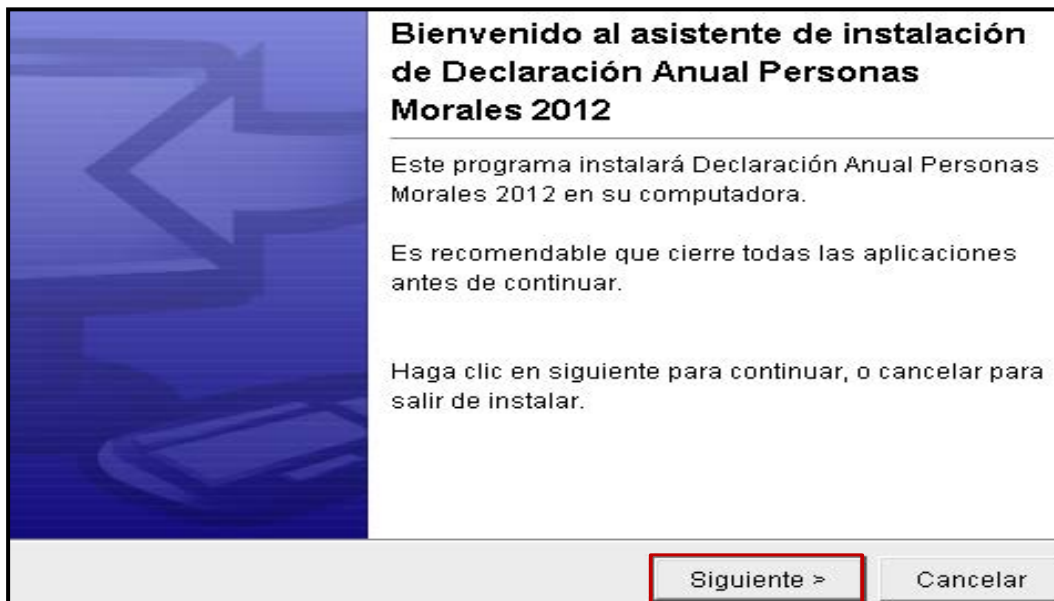 Bienvenido al asistente de instalación
de Declaración Anual Personas
Morales 2012
Este programa instalará Declaración Anual Personas
Morales 2012 en su computadora.
Es recomendable que cierre todas las aplicaciones
antes de continuar.
Haga clic en siguiente para continuar, o cancelar para
salir de instalar.
Siguiente >
Cancelar